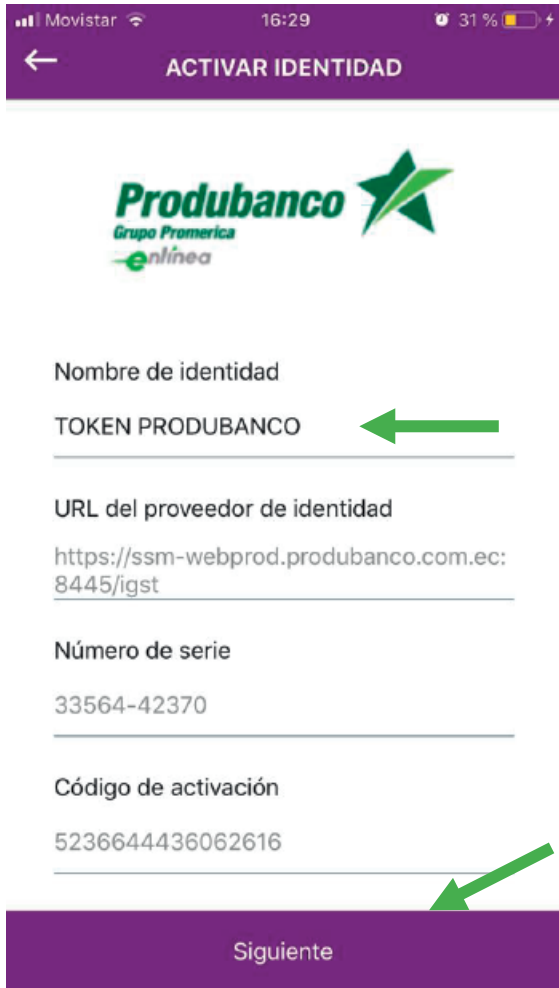 Movistar 16:29 31 %
ACTIVAR IDENTIDAD
Produbanco
Grupo Promerica
enlínea
Nombre de identidad
TOKEN PRODUBANCO
URL del proveedor de identidad
https://ssm-webprod.produbanco.com.ec:
8445/igst
Número de serie
33564-42370
Código de activación
5236644436062616
Siguiente